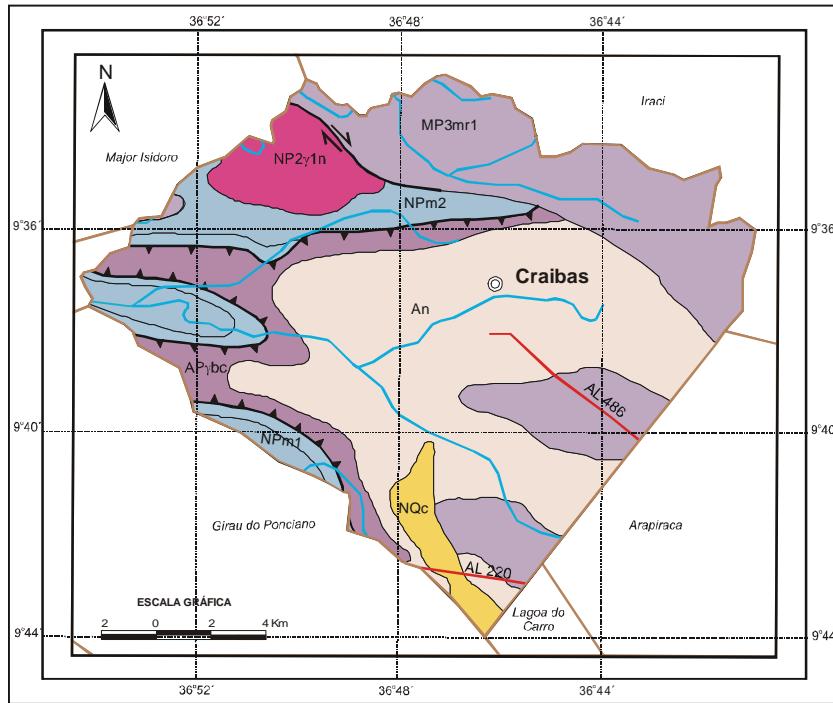 36°52´ 36°48´ 36°44´
N
Iraci
MP3mr1
Major Isidoro
NP2γ1n
NPm2
9°36´ 9°36´
Craibas
An
APγbc
AL 486
9°40´ 9°40´
NPm1
NQc
Girau do Ponciano
Arapiraca
AL 220
ESCALA GRÁFICA
2 0 2 4 Km
Lagoa do
Carro
9°44´ 9°44´
36°52´ 36°48´ 36°44´